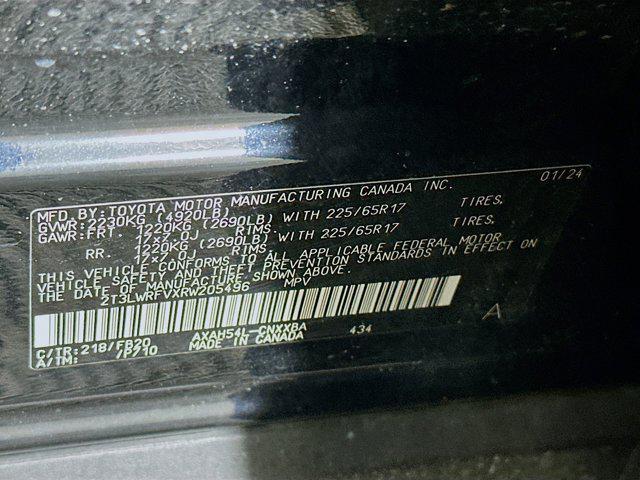 MFD.BY:TOYOTA MOTOR MANUFACTURING CANADA INC. 01/24
GVWR:2230KG (4920LB)
GAWR:FRT. 1220KG (2690LB) WITH 225/65R17 TIRES,
17x7.0J RIMS
RR. 1220KG (2690LB) WITH 225/65R17 TIRES,
17x7.0J RIMS
THIS VEHICLE CONFORMS TO ALL APPLICABLE FEDERAL MOTOR
VEHICLE SAFETY AND THEFT PREVENTION STANDARDS IN EFFECT ON
THE DATE OF MANUFACTURE SHOWN ABOVE.
2T3LWRFVXRW205496 MPV
C/TR:218/FB20 AXAH54L-CNXXBA 434 A
A/TM: /P710 MADE IN CANADA